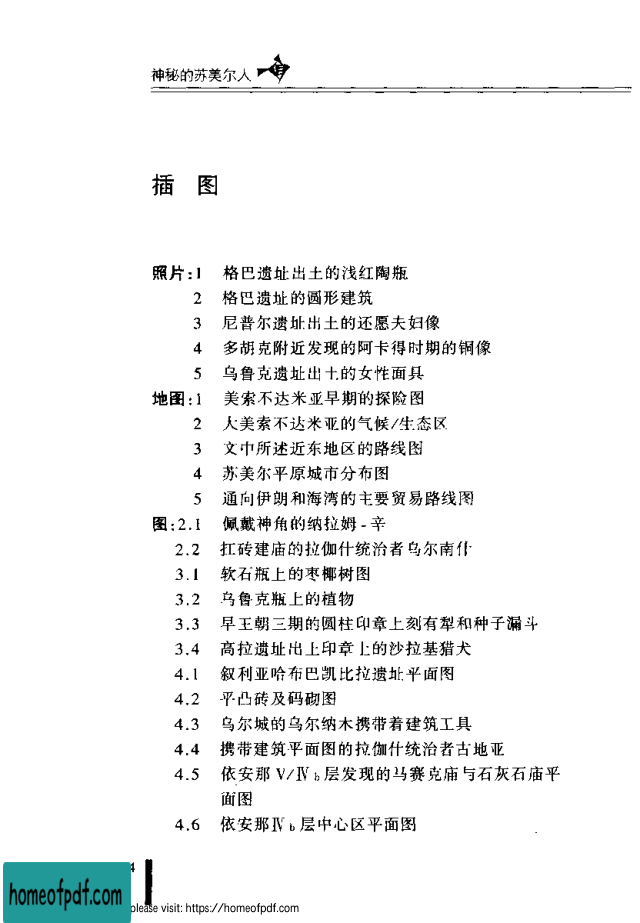 神秘的苏美尔人
插 图
照片:1 格巴遗址出土的浅红陶瓶
2 格巴遗址的圆形建筑
3 尼普尔遗址出土的还愿夫妇像
4 多胡克附近发现的阿卡得时期的铜像
5 乌鲁克遗址出土的女性面具
地图:1 美索不达米亚早期的探险图
2 大美索不达米亚的气候/生态区
3 文中所述近东地区的路线图
4 苏美尔平原城市分布图
5 通向伊朗和海湾的主要贸易路线图
图:2.1 佩戴神角的纳拉姆-辛
2.2 扛砖建庙的拉伽什统治者乌尔南什
3.1 软石瓶上的枣椰树图
3.2 乌鲁克瓶上的植物
3.3 早王朝三期的圆柱印章上刻有犁和种子漏斗
3.4 高拉遗址出土印章上的沙拉基猎犬
4.1 叙利亚哈布巴凯比拉遗址平面图
4.2 平凸砖及码砌图
4.3 乌尔城的乌尔纳木携带着建筑工具
4.4 携带建筑平面图的拉伽什统治者古地亚
4.5 依安那Ⅴ/Ⅳb层发现的马赛克庙与石灰石庙平
面图
4.6 依安那Ⅳb层中心区平面图
4
homeofpdf.com
please visit: https://homeofpdf.com